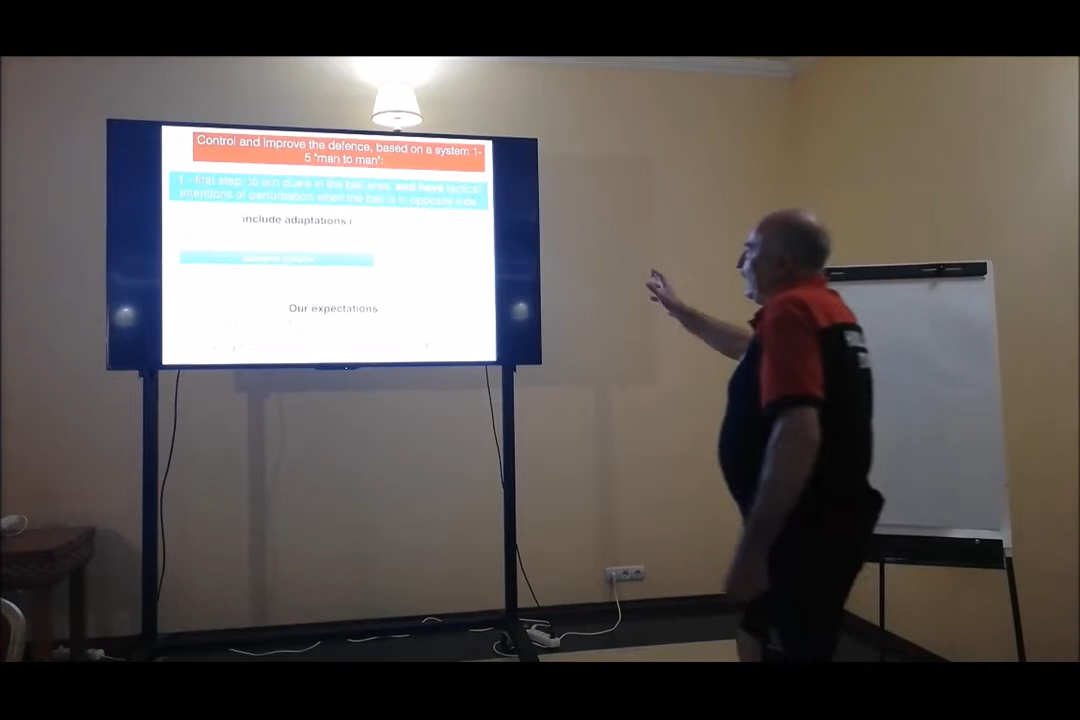 Control and improve the defence, based on a system 1-
5 "man to man":
1 - First step: to win duels in the ball area, and have tactical
intentions of perturbation when the ball is in opposite side
include adaptations
Our expectations